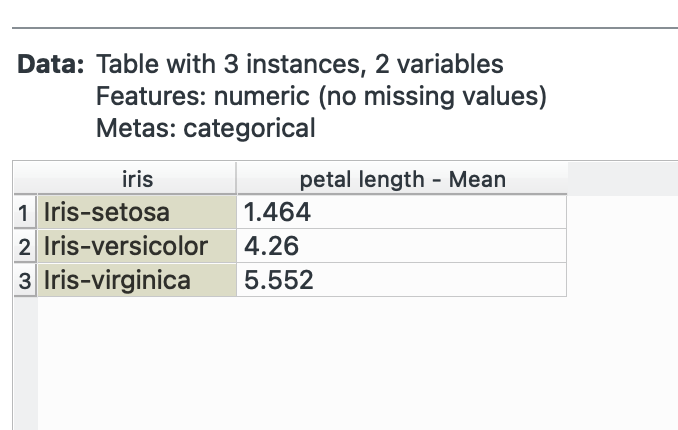 Data: Table with 3 instances, 2 variables
Features: numeric (no missing values)
Metas: categorical
iris petal length - Mean
1 Iris-setosa 1.464
2 Iris-versicolor 4.26
3 Iris-virginica 5.552